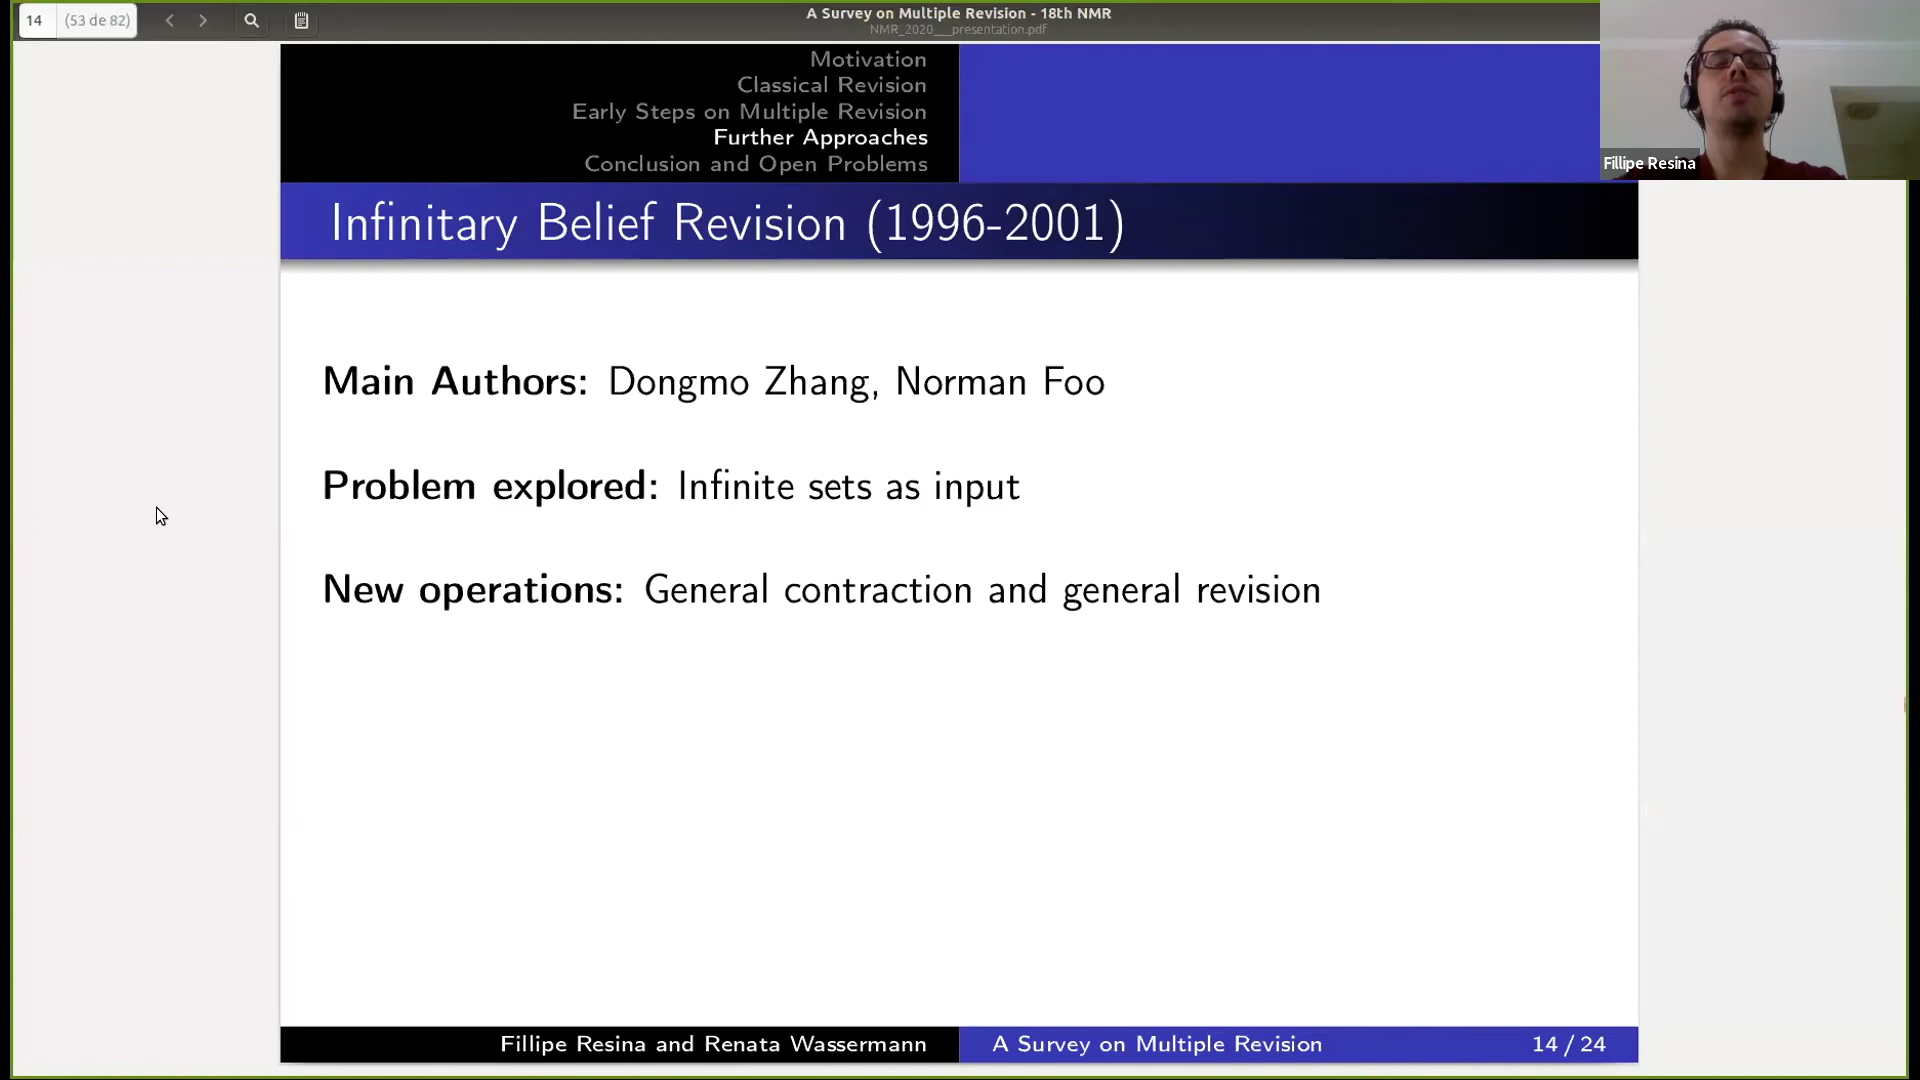 14 (53 de 82)
A Survey on Multiple Revision - 18th NMR
NMR_2020___presentation.pdf
Motivation
Classical Revision
Early Steps on Multiple Revision
Further Approaches
Conclusion and Open Problems
Fillipe Resina
Infinitary Belief Revision (1996-2001)
Main Authors: Dongmo Zhang, Norman Foo
Problem explored: Infinite sets as input
New operations: General contraction and general revision
Fillipe Resina and Renata Wassermann
A Survey on Multiple Revision
14 / 24